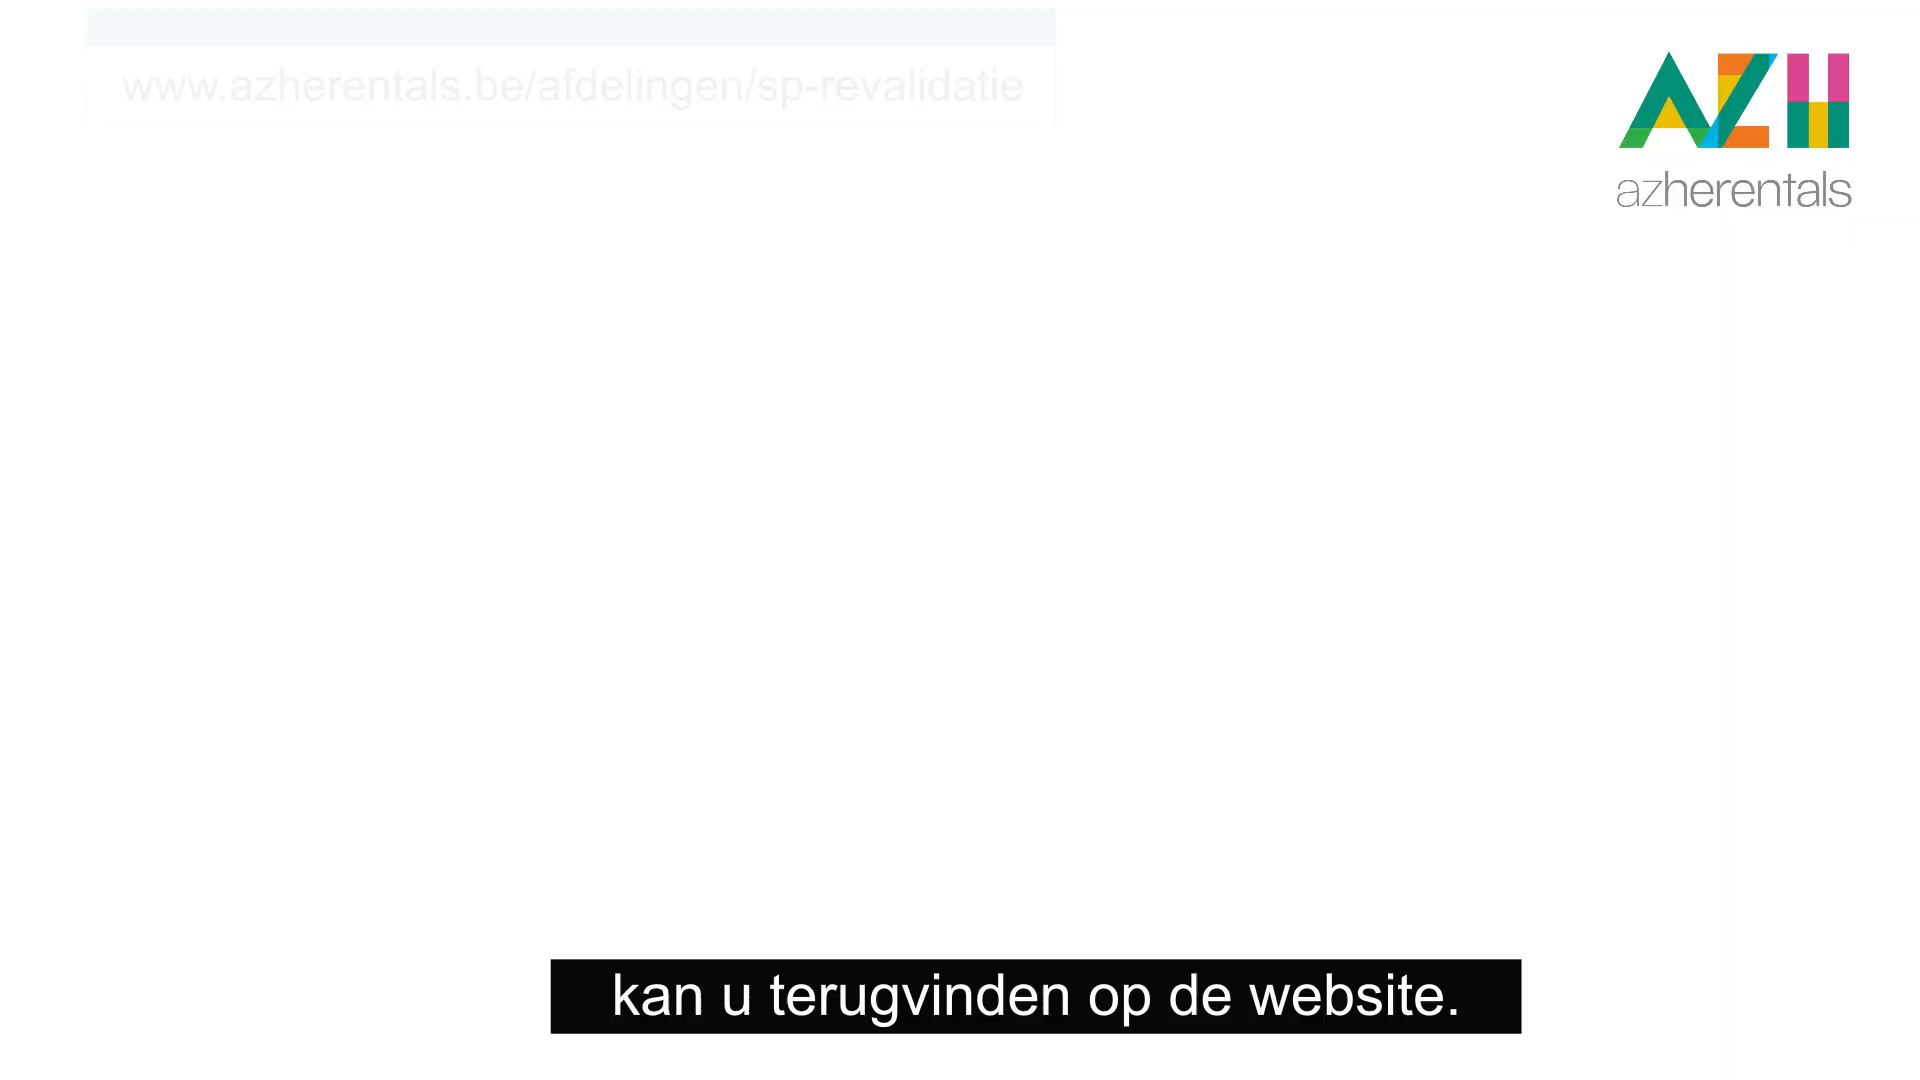 www.azherentals.be/afdelingen/sp-revalidatie
AZH
azherentals
kan u terugvinden op de website.